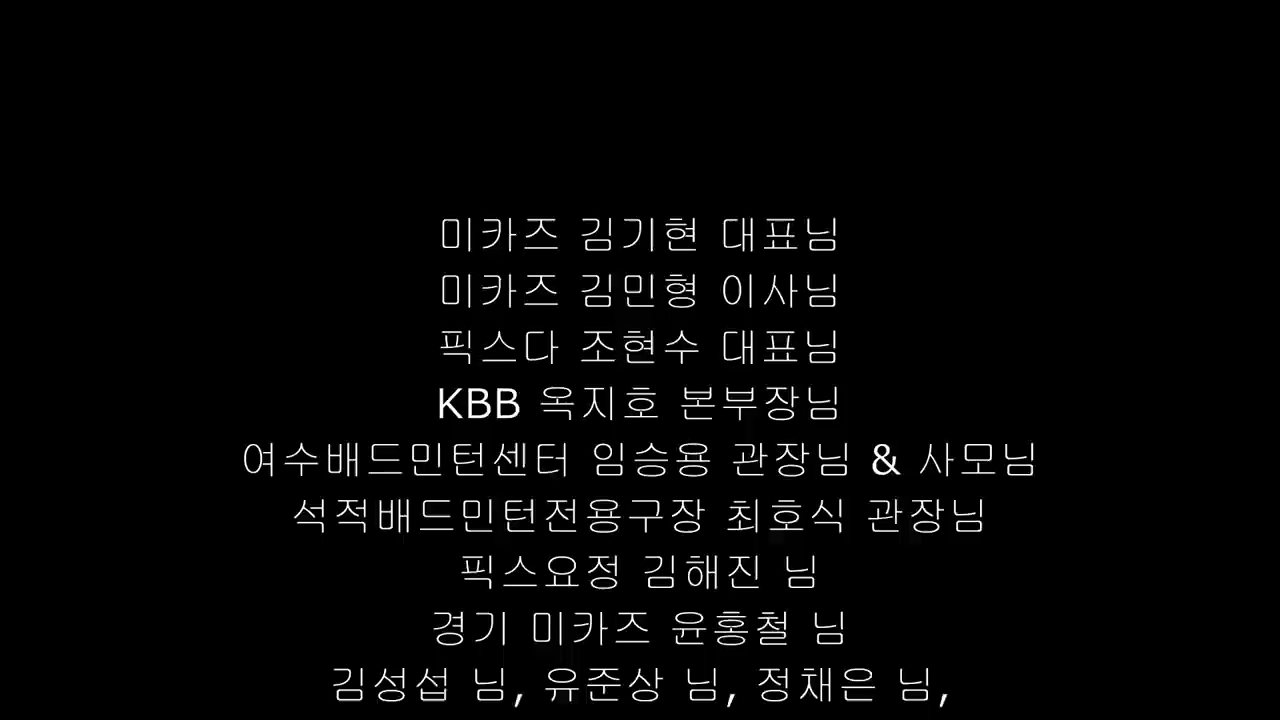 미카즈 김기현 대표님
미카즈 김민형 이사님
픽스다 조현수 대표님
KBB 옥지호 본부장님
여수배드민턴센터 임승용 관장님 & 사모님
석적배드민턴전용구장 최호식 관장님
픽스요정 김해진 님
경기 미카즈 윤홍철 님
김성섭 님, 유준상 님, 정채은 님,